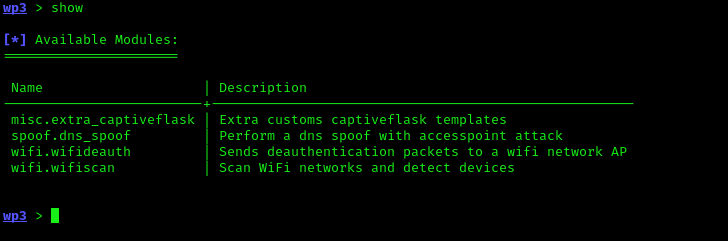 wp3 > show
[*] Available Modules:
Name | Description
misc.extra_captiveflask | Extra customs captiveflask templates
spoof.dns_spoof | Perform a dns spoof with accesspoint attack
wifi.wifideauth | Sends deauthentication packets to a wifi network AP
wifi.wifiscan | Scan WiFi networks and detect devices
wp3 >